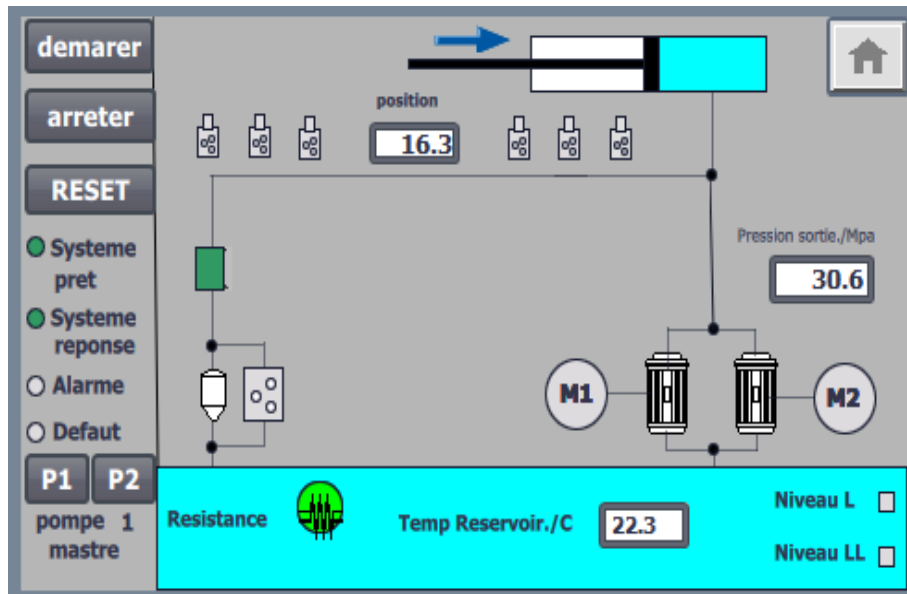 demarer
arreter
RESET
Systeme
pret
Systeme
reponse
Alarme
Defaut
P1 P2
pompe 1
mastre
position
16.3
Pression sortie./Mpa
30.6
M1
M2
Resistance
Temp Reservoir./C
22.3
Niveau L
Niveau LL